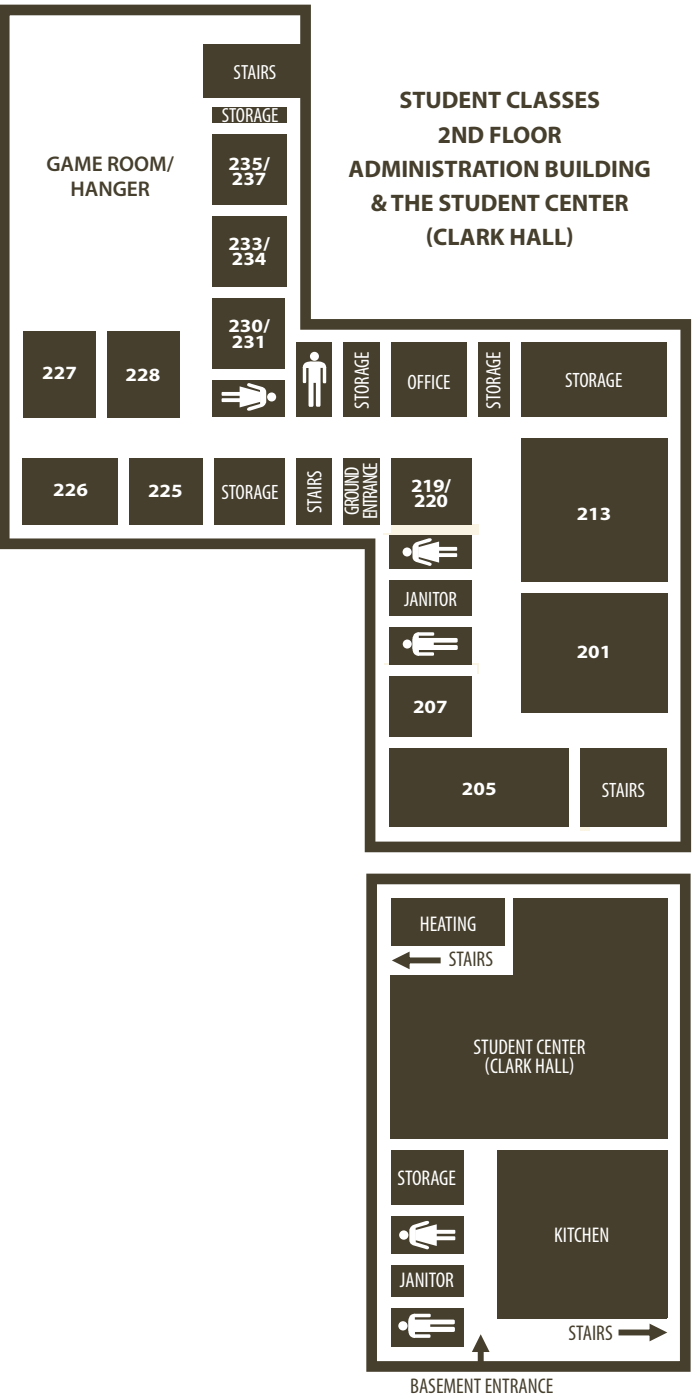 STUDENT CLASSES
2ND FLOOR
ADMINISTRATION BUILDING
& THE STUDENT CENTER
(CLARK HALL)
STAIRS
STORAGE
GAME ROOM/
HANGER
235/
237
233/
234
230/
231
227
228
STORAGE
OFFICE
STORAGE
STORAGE
226
225
STORAGE
STAIRS
GROUND
ENTRANCE
219/
220
213
JANITOR
201
207
205
STAIRS
HEATING
STAIRS
STUDENT CENTER
(CLARK HALL)
STORAGE
KITCHEN
JANITOR
STAIRS
BASEMENT ENTRANCE